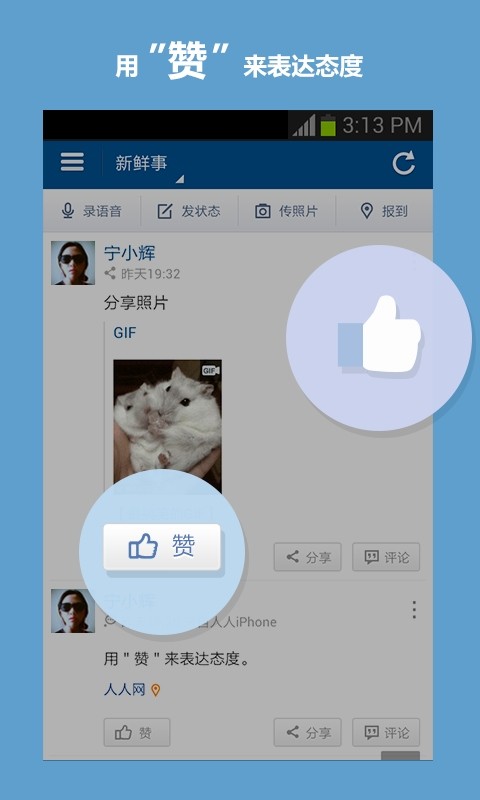 用 "赞" 来表达态度
3:13 PM
新鲜事
录语音 发状态 传照片 报到
宁小辉
昨天19:32
分享照片
GIF
GIF
赞 分享 评论
宁小辉
人人iPhone
用 " 赞 " 来表达态度。
人人网
赞 分享 评论